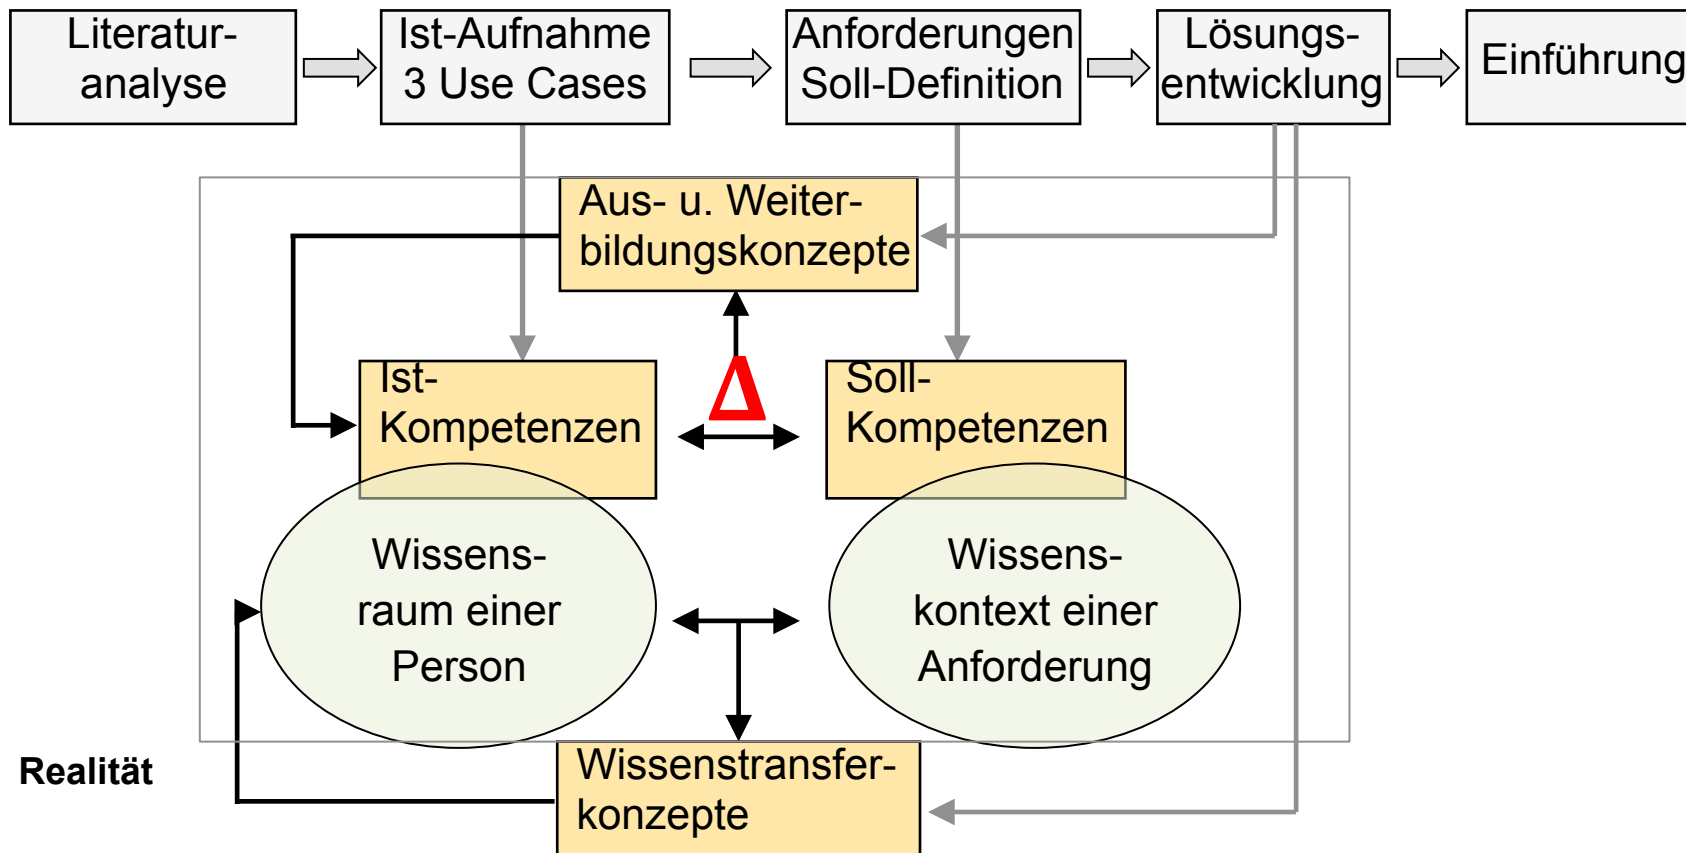 Literatur-
analyse
Ist-Aufnahme
3 Use Cases
Anforderungen
Soll-Definition
Lösungs-
entwicklung
Einführung
Aus- u. Weiter-
bildungskonzepte
Ist-
Kompetenzen
Δ
Soll-
Kompetenzen
Wissens-
raum einer
Person
Wissens-
kontext einer
Anforderung
Realität
Wissenstransfer-
konzepte